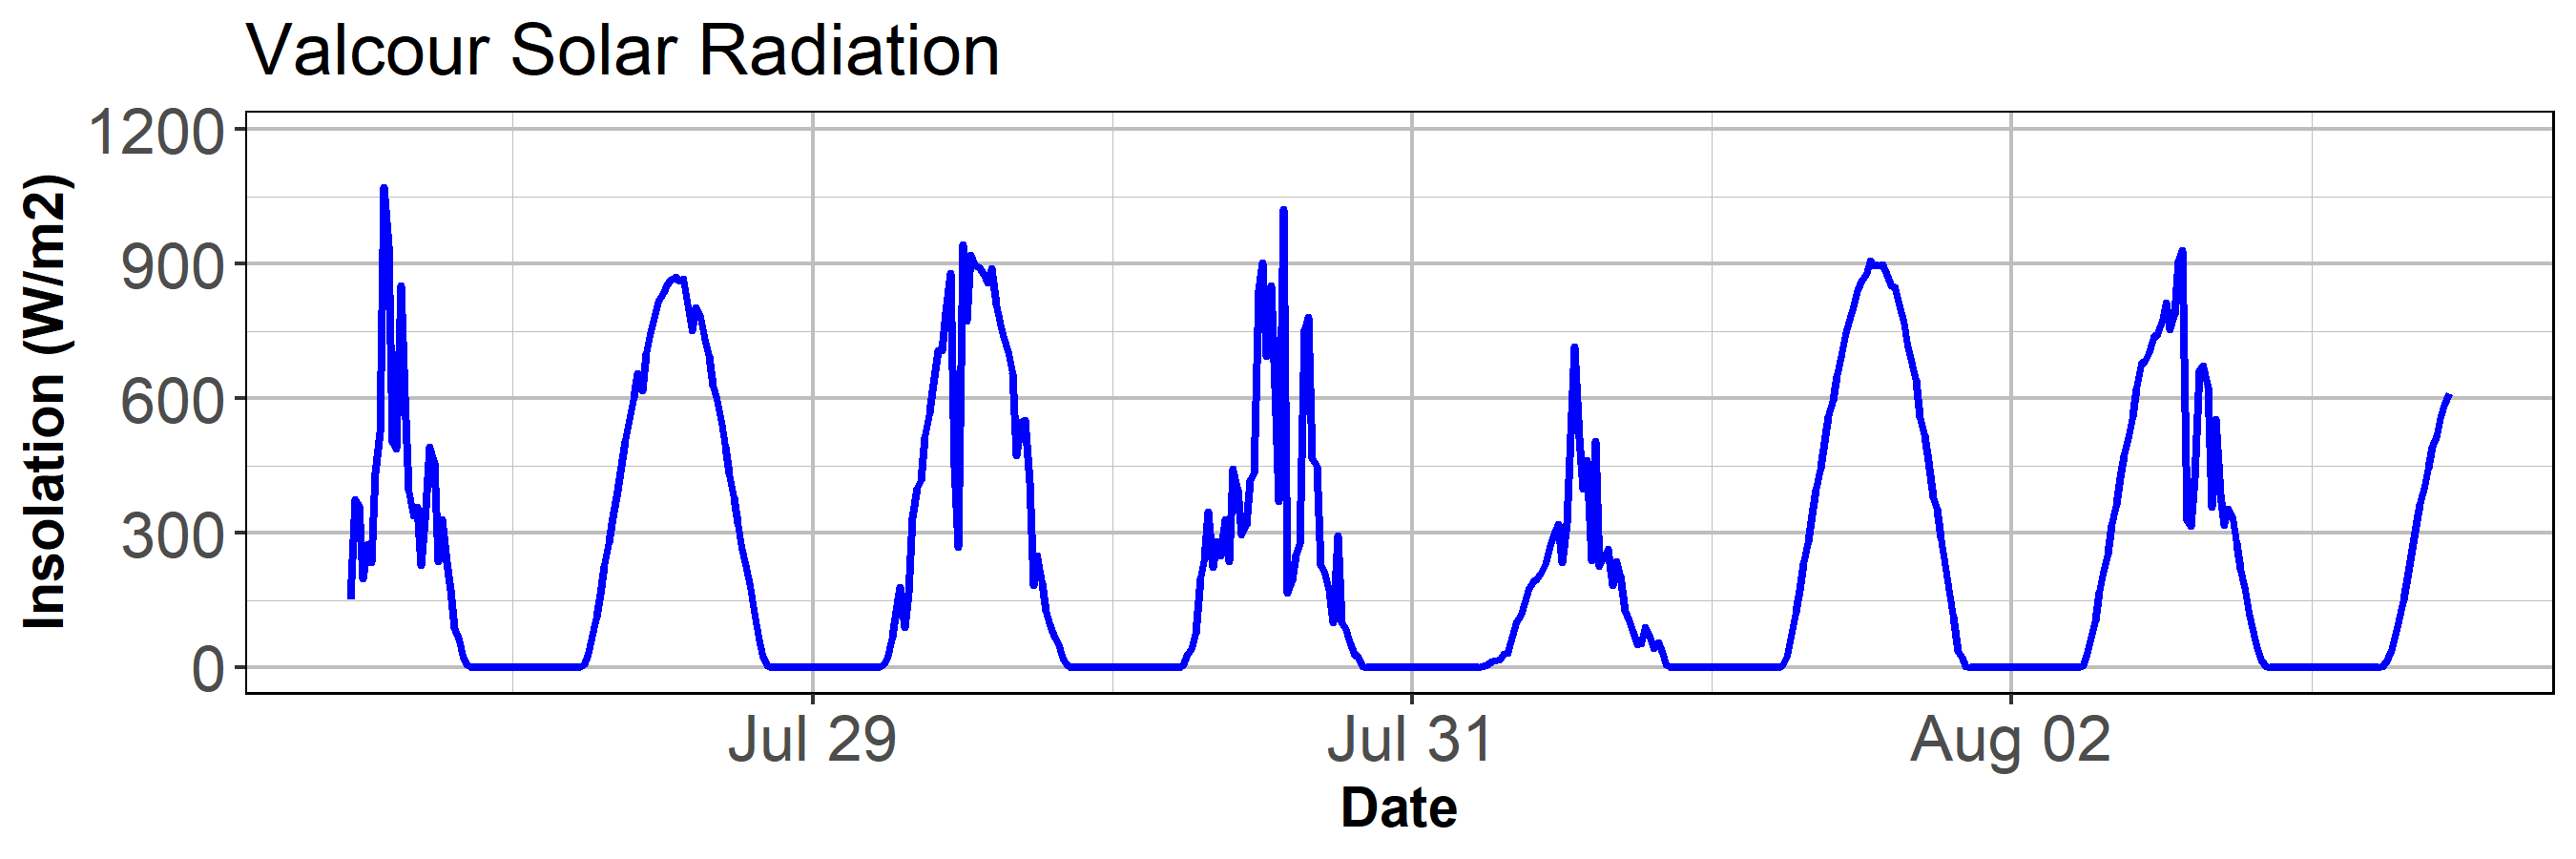 Valcour Solar Radiation
Insolation (W/m2)
1200
900
600
300
0
Jul 29
Jul 31
Aug 02
Date